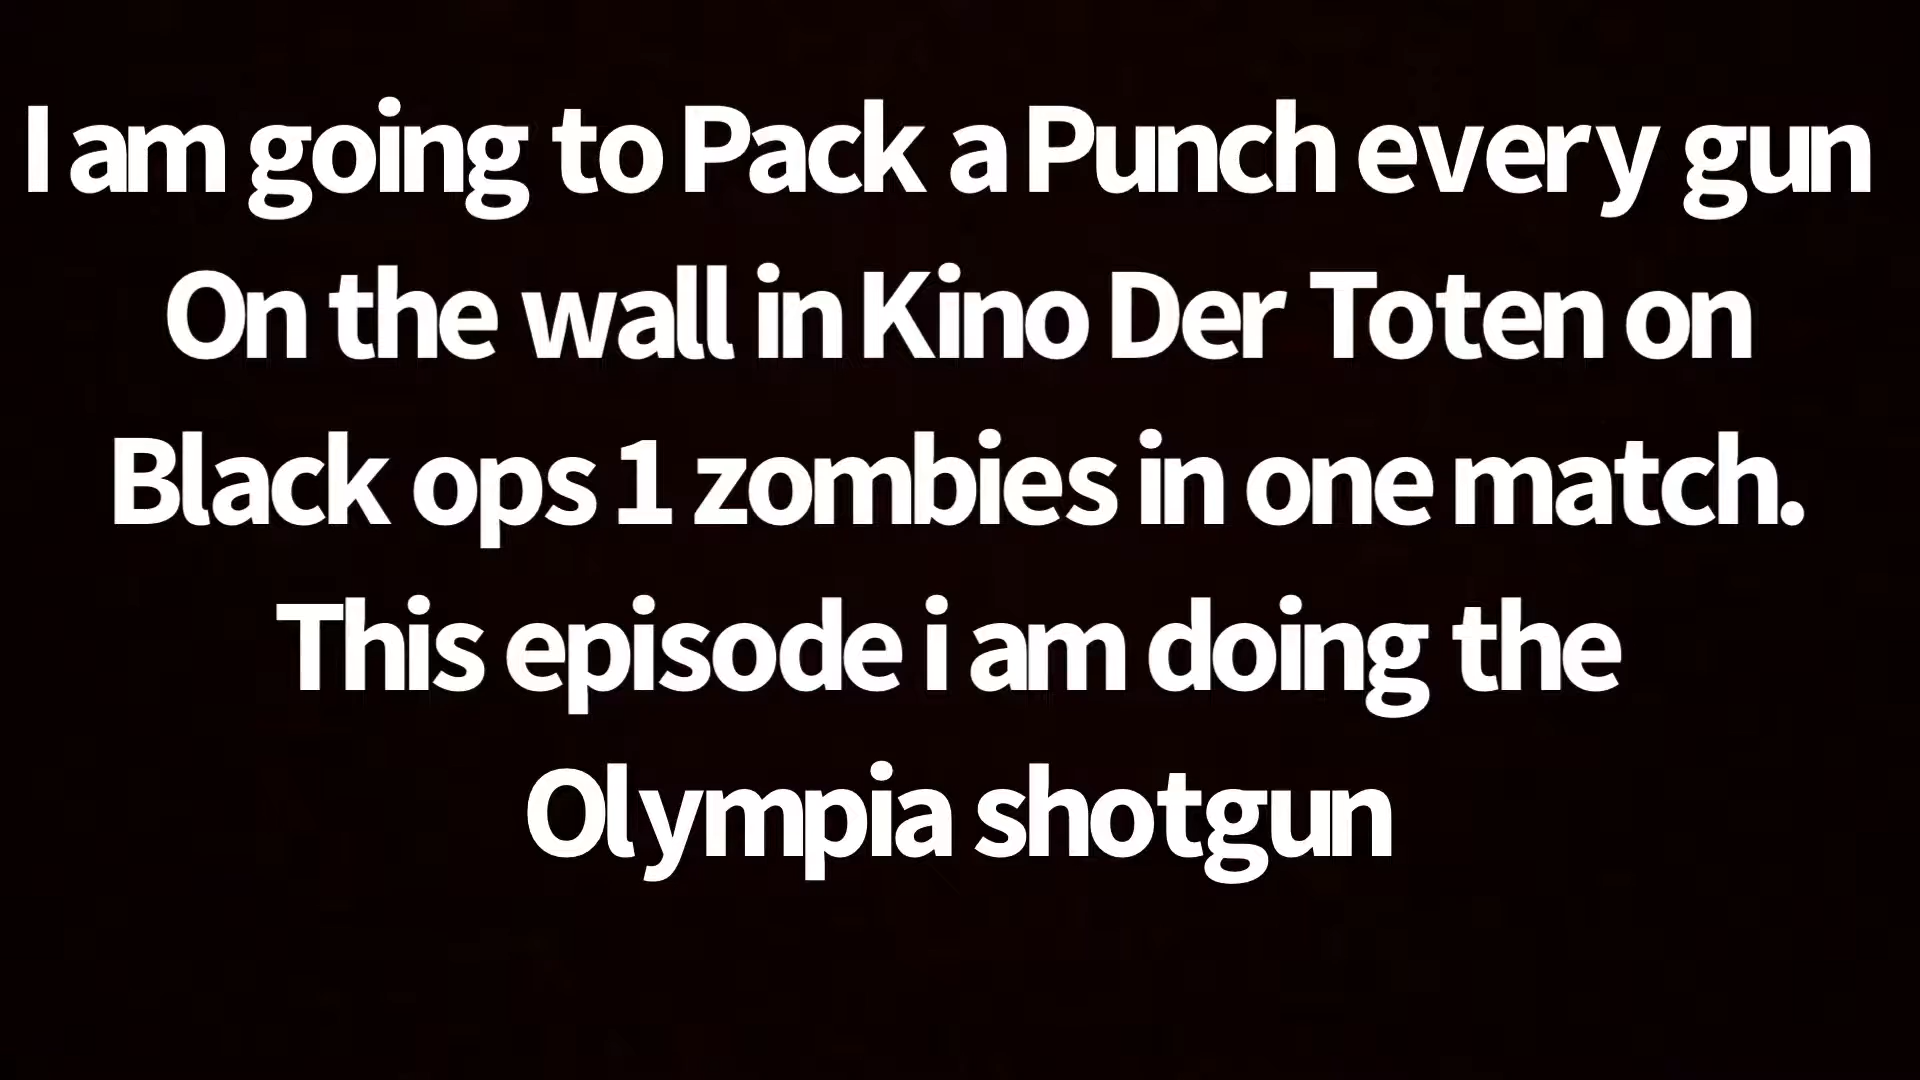 I am going to Pack a Punch every gun
On the wall in Kino Der Toten on
Black ops 1 zombies in one match.
This episode i am doing the
Olympia shotgun